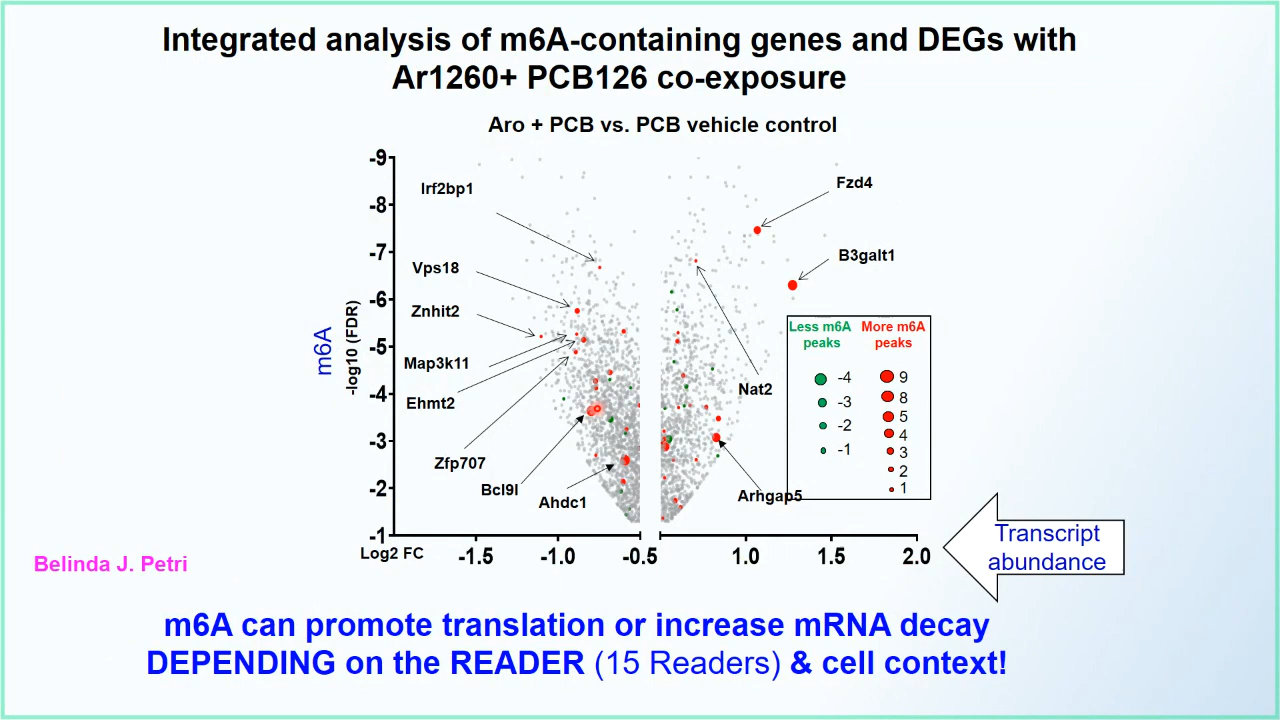 Integrated analysis of m6A-containing genes and DEGs with
Ar1260+ PCB126 co-exposure
Aro + PCB vs. PCB vehicle control
m6A
-log10 (FDR)
-9
-8
-7
-6
-5
-4
-3
-2
-1
Irf2bp1
Vps18
Znhit2
Map3k11
Ehmt2
Zfp707
Bcl9l
Ahdc1
Fzd4
B3galt1
Nat2
Arhgap5
Less m6A peaks
-4
-3
-2
-1
More m6A peaks
9
8
5
4
3
2
1
Log2 FC
-1.5
-1.0
-0.5
1.0
1.5
2.0
Transcript
abundance
Belinda J. Petri
m6A can promote translation or increase mRNA decay
DEPENDING on the READER (15 Readers) & cell context!